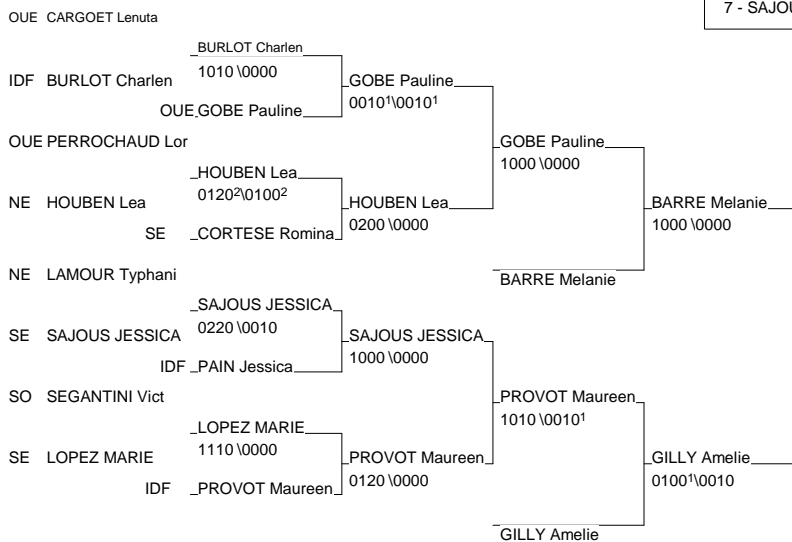 OUE CARGOET Lenuta
7 - SAJOU
BURLOT Charlen
1010 \0000
IDF BURLOT Charlen
GOBE Pauline
0010¹\0010¹
OUE GOBE Pauline
OUE PERROCHAUD Lor
GOBE Pauline
1000 \0000
HOUBEN Lea
0120²\0100²
NE HOUBEN Lea
HOUBEN Lea
0200 \0000
BARRE Melanie
1000 \0000
SE CORTESE Romina
NE LAMOUR Typhani
BARRE Melanie
SAJOUS JESSICA
0220 \0010
SE SAJOUS JESSICA
SAJOUS JESSICA
1000 \0000
IDF PAIN Jessica
SO SEGANTINI Vict
PROVOT Maureen
1010 \0010¹
LOPEZ MARIE
1110 \0000
SE LOPEZ MARIE
PROVOT Maureen
0120 \0000
GILLY Amelie
0100¹\0010
IDF PROVOT Maureen
GILLY Amelie